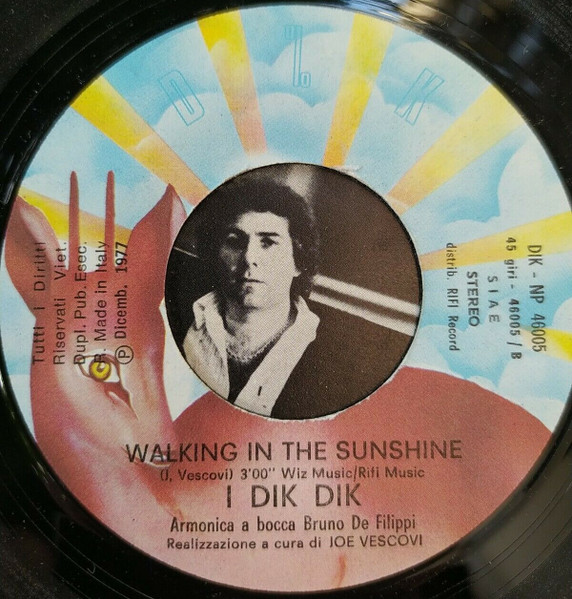 D % K
Tutti i Diritti
Riservati Viet.
Dupl. Pub. Esec.
R. Made in Italy
Ⓟ Dicemb. 1977
DIK - NP 46005
45 giri - 46005 / B
SIAE
STEREO
distrib. RIFI Record
WALKING IN THE SUNSHINE
(J. Vescovi) 3'00" Wiz Music/Rifi Music
I DIK DIK
Armonica a bocca Bruno De Filippi
Realizzazione a cura di JOE VESCOVI